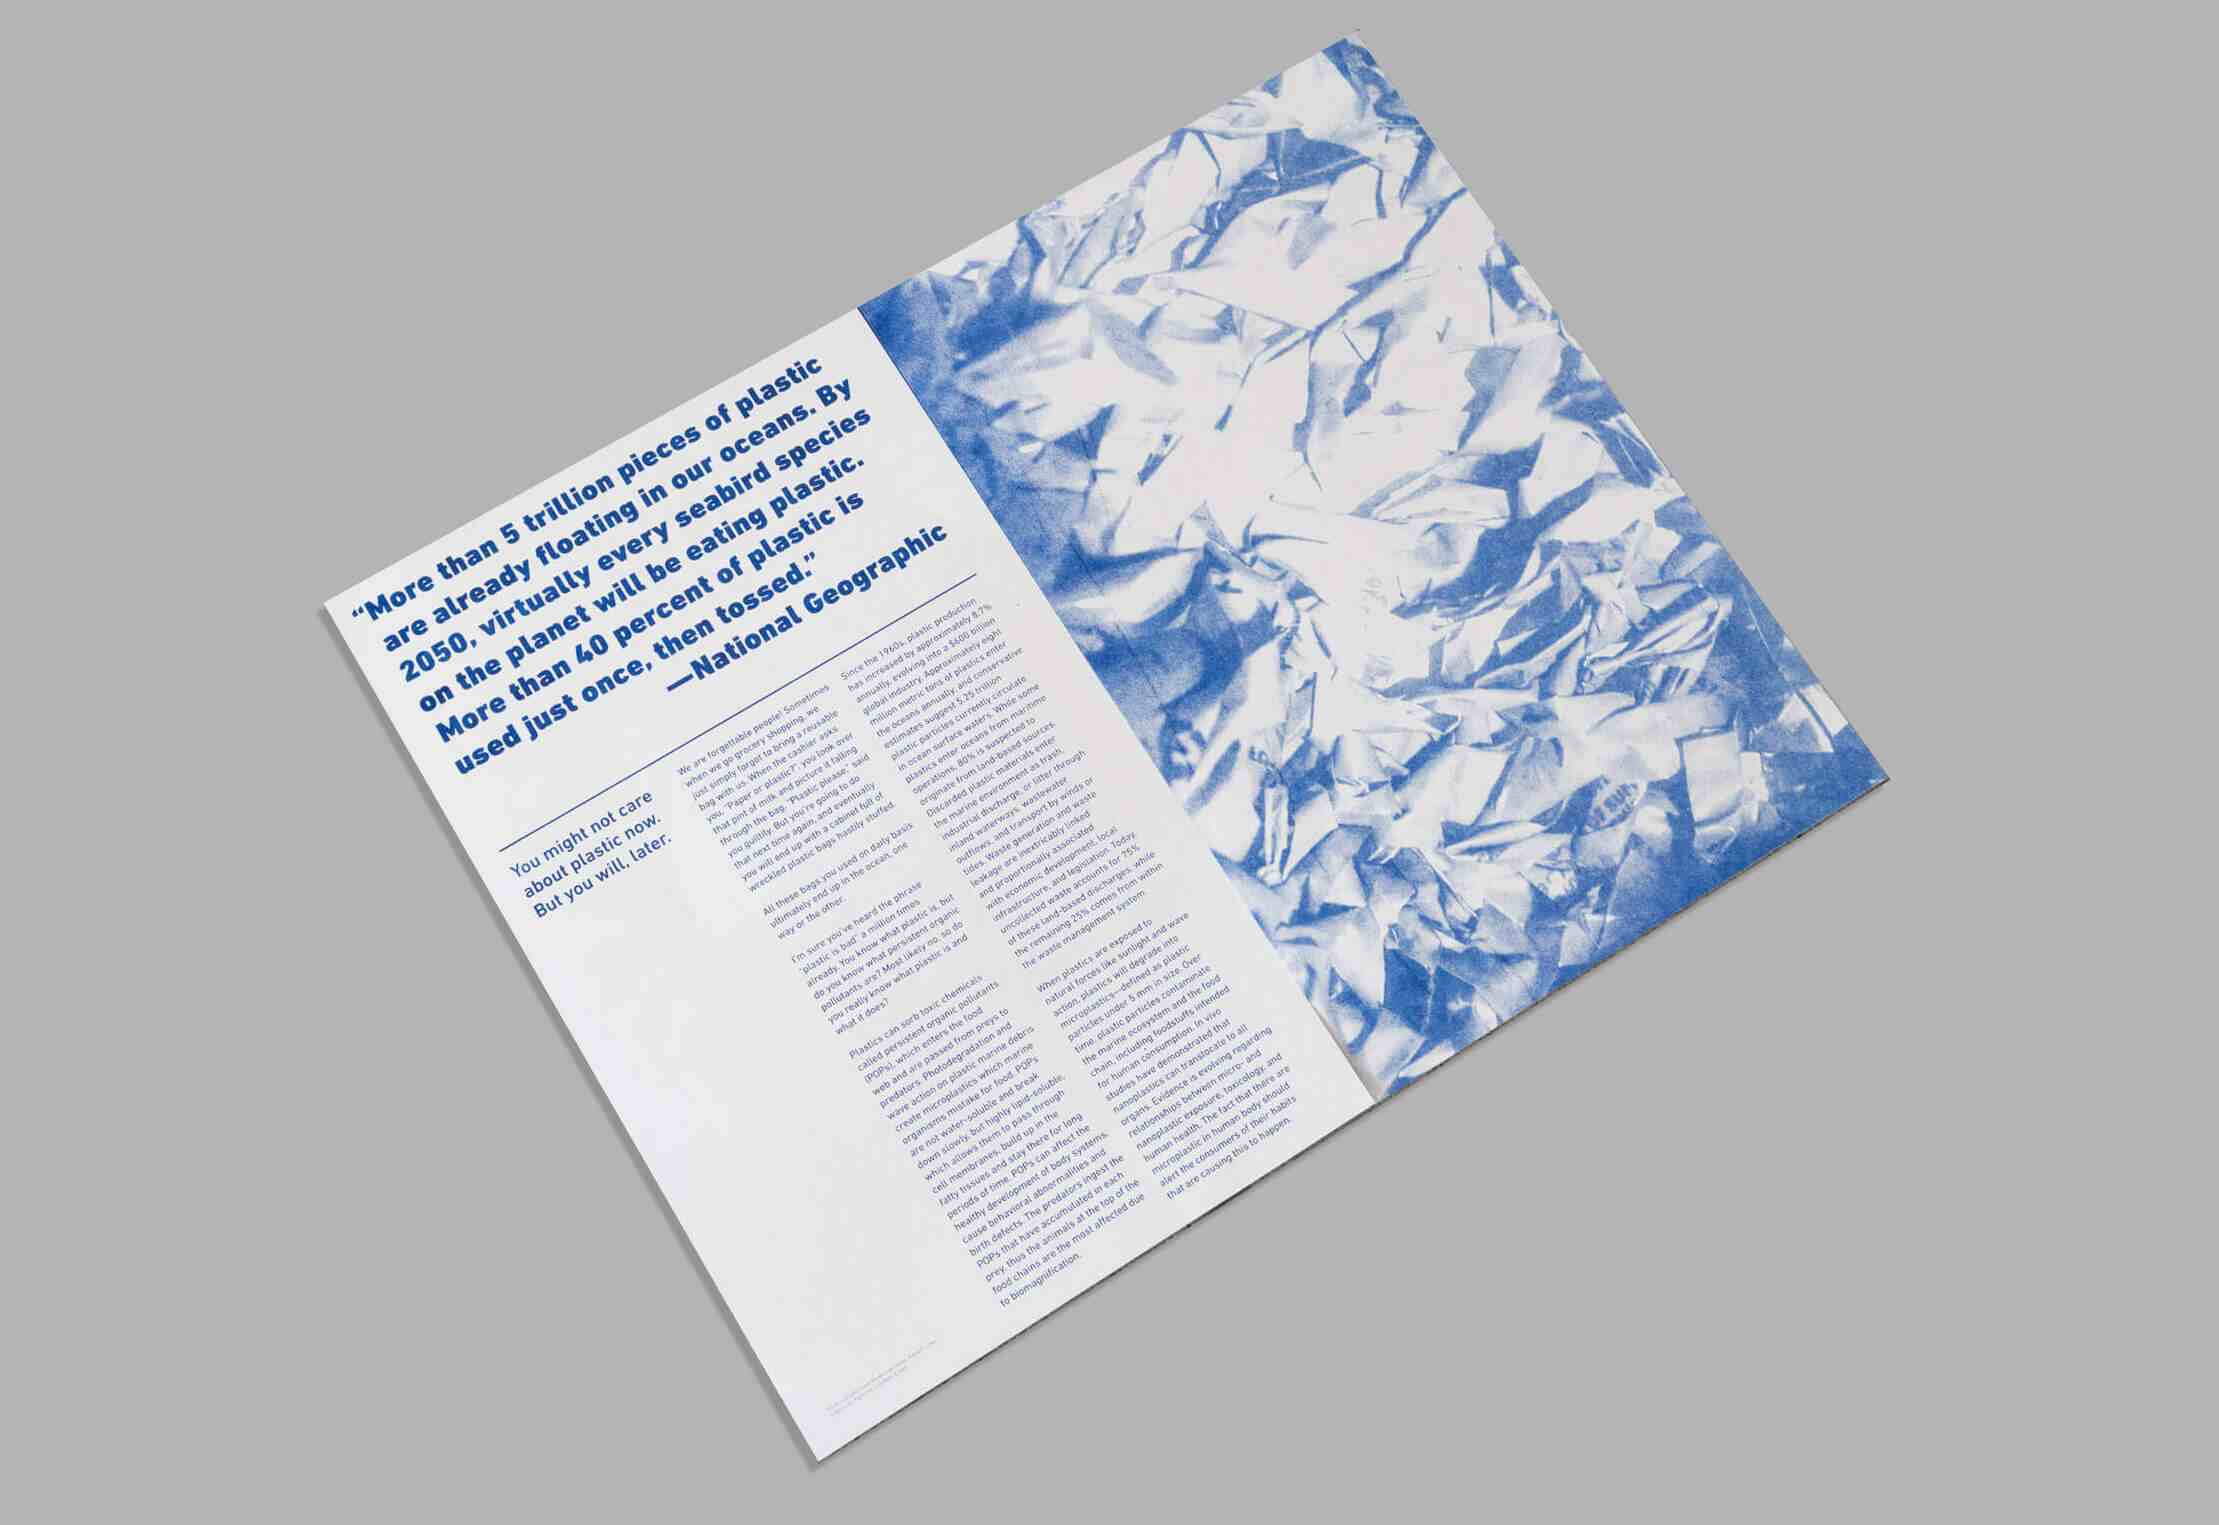 “More than 5 trillion pieces of plastic
are already floating in our oceans. By
2050, virtually every seabird species
on the planet will be eating plastic.
More than 40 percent of plastic is
used just once, then tossed.”
—National Geographic
You might not care
about plastic now.
But you will, later.
We are forgettable people! Sometimes
when we go grocery shopping, we
just simply forgot to bring a reusable
bag with us. When the cashier asks
you, “Paper or plastic?”, you look over
that pint of milk and picture it falling
through the bag. “Plastic please,” said
you guiltily. But you’re going to do
that next time again, and eventually
you will end up with a cabinet full of
wreckled plastic bags hastily stuffed.
All these bags you used on daily basis
ultimately end up in the ocean, one
way or the other.
I’m sure you’ve heard the phrase
“plastic is bad” a million times
already. You know what plastic is, but
do you know what persistent organic
pollutants are? Most likely no, so do
you really know what plastic is and
what it does?
Plastics can sorb toxic chemicals
called persistent organic pollutants
(POPs), which enters the food
web and are passed from preys to
predators. Photodegradation and
wave action on plastic marine debris
create microplastics which marine
organisms mistake for food. POPs
are not water-soluble and break
down slowly, but highly lipid-soluble,
which allows them to pass through
cell membranes, build up in the
fatty tissues and stay there for long
periods of time. POPs can affect the
healthy development of body systems,
cause behavioral abnormalities and
birth defects. The predators ingest the
POPs that have accumulated in each
prey, thus the animals at the top of the
food chains are the most affected due
to biomagnification.
Since the 1960s, plastic production
has increased by approximately 8.7%
annually, evolving into a $600 billion
global industry. Approximately eight
million metric tons of plastics enter
the oceans annually, and conservative
estimates suggest 5.25 trillion
plastic particles currently circulate
in ocean surface waters. While some
plastics enter oceans from maritime
operations, 80% is suspected to
originate from land-based sources.
Discarded plastic materials enter
the marine environment as trash,
industrial discharge, or litter through
inland waterways, wastewater
outflows, and transport by winds or
tides. Waste generation and waste
leakage are inextricably linked
and proportionally associated
with economic development, local
infrastructure, and legislation. Today,
uncollected waste accounts for 75%
of these land-based discharges, while
the remaining 25% comes from within
the waste management system.
When plastics are exposed to
natural forces like sunlight and wave
action, plastics will degrade into
microplastics—defined as plastic
particles under 5 mm in size. Over
time, plastic particles contaminate
the marine ecosystem and the food
chain, including foodstuffs intended
for human consumption. In vivo
studies have demonstrated that
nanoplastics can translocate to all
organs. Evidence is evolving regarding
relationships between micro- and
nanoplastic exposure, toxicology, and
human health. The fact that there are
microplastic in human body should
alert the consumers of their habits
that are causing this to happen.